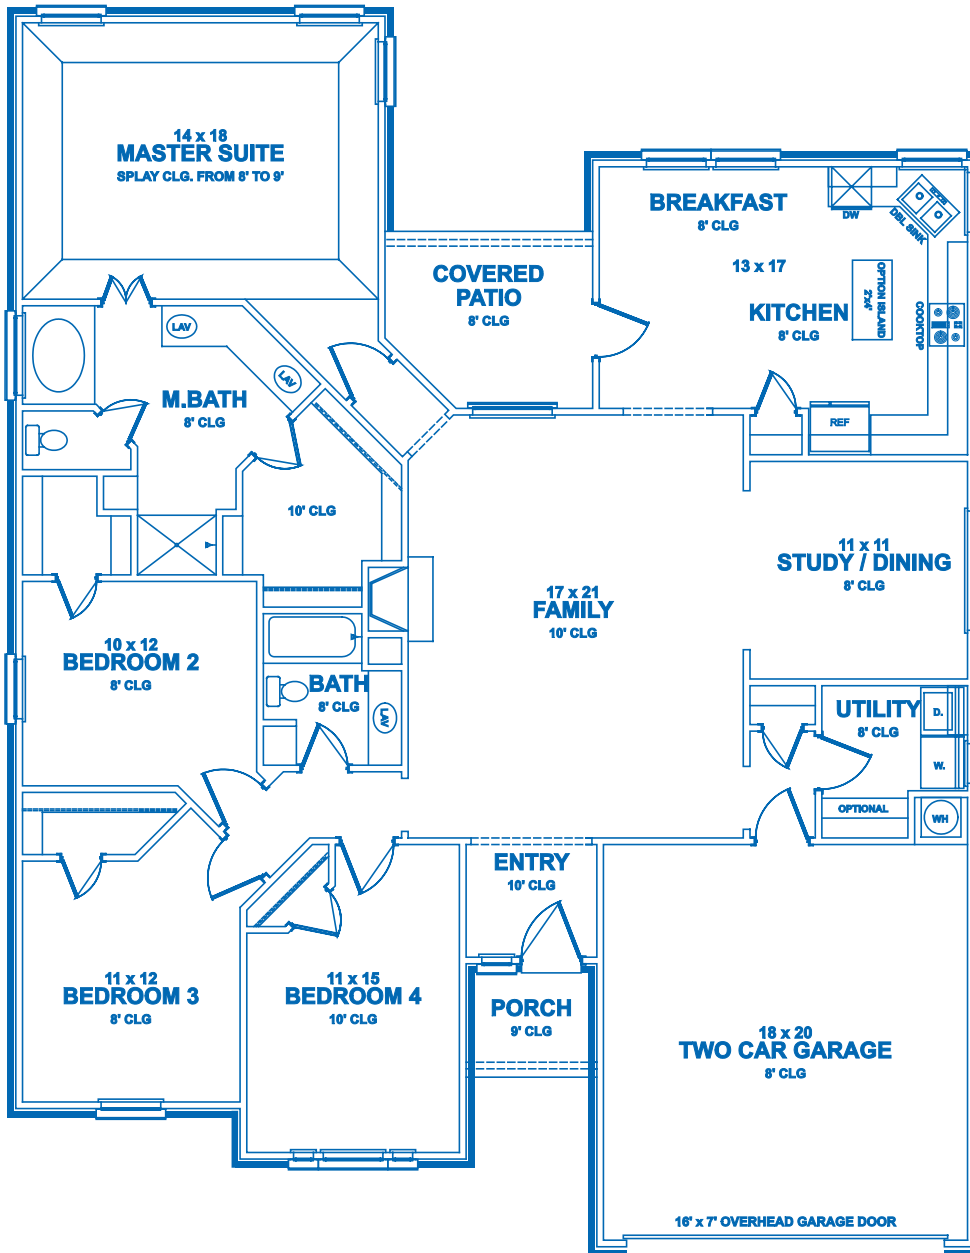 14 x 18
MASTER SUITE
SPLAY CLG. FROM 8' TO 9'
BREAKFAST
8' CLG
DW
DBL SINK
13 x 17
KITCHEN
8' CLG
OPTION ISLAND
2'x4'
COOKTOP
REF
COVERED
PATIO
8' CLG
LAV
LAV
M.BATH
8' CLG
10' CLG
11 x 11
STUDY / DINING
8' CLG
17 x 21
FAMILY
10' CLG
10 x 12
BEDROOM 2
8' CLG
BATH
8' CLG
LAV
UTILITY
8' CLG
D.
W.
OPTIONAL
WH
ENTRY
10' CLG
11 x 12
BEDROOM 3
8' CLG
11 x 15
BEDROOM 4
10' CLG
PORCH
9' CLG
18 x 20
TWO CAR GARAGE
8' CLG
16' x 7' OVERHEAD GARAGE DOOR